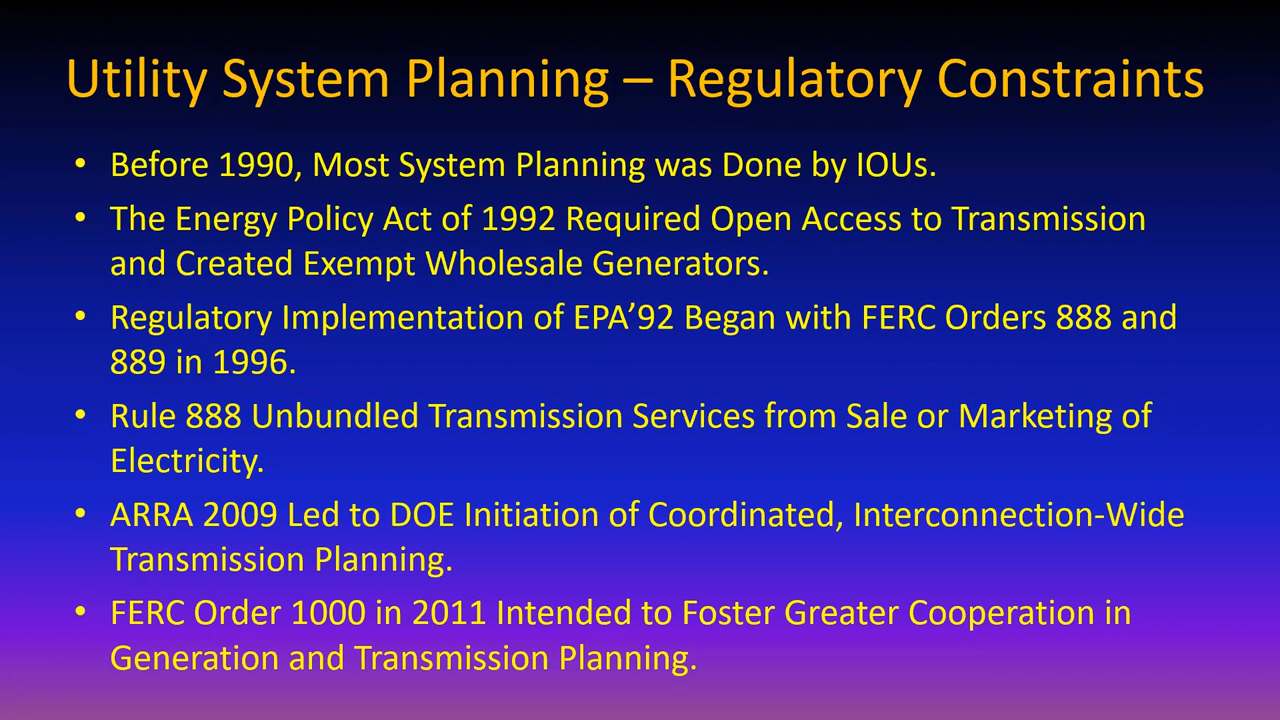 Utility System Planning – Regulatory Constraints
• Before 1990, Most System Planning was Done by IOUs.
• The Energy Policy Act of 1992 Required Open Access to Transmission
and Created Exempt Wholesale Generators.
• Regulatory Implementation of EPA’92 Began with FERC Orders 888 and
889 in 1996.
• Rule 888 Unbundled Transmission Services from Sale or Marketing of
Electricity.
• ARRA 2009 Led to DOE Initiation of Coordinated, Interconnection-Wide
Transmission Planning.
• FERC Order 1000 in 2011 Intended to Foster Greater Cooperation in
Generation and Transmission Planning.